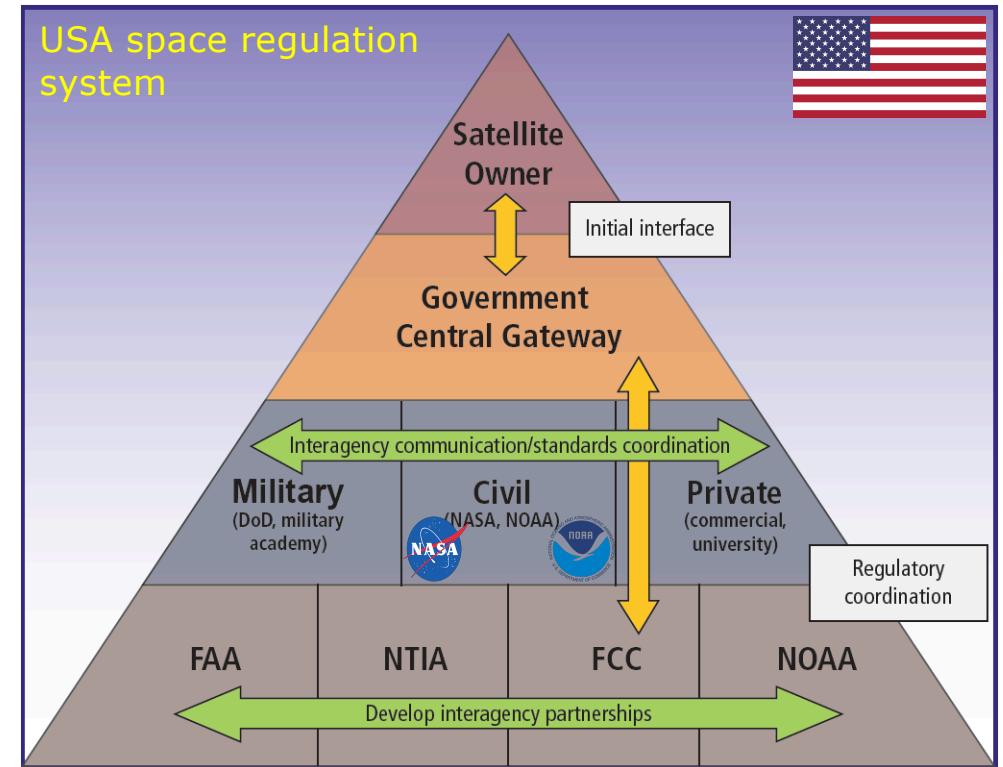 USA space regulation
system
Satellite
Owner
Initial interface
Government
Central Gateway
Interagency communication/standards coordination
Military
(DoD, military
academy)
Civil
(NASA, NOAA)
NASA
NOAA
Private
(commercial,
university)
Regulatory
coordination
FAA
NTIA
FCC
NOAA
Develop interagency partnerships